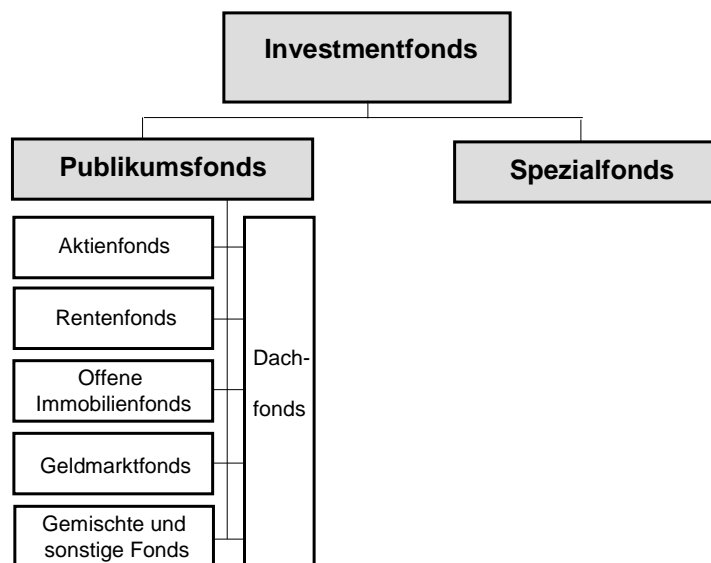 Investmentfonds
Publikumsfonds
Spezialfonds
Aktienfonds
Rentenfonds
Offene
Immobilienfonds
Geldmarktfonds
Gemischte und
sonstige Fonds
Dach-
fonds